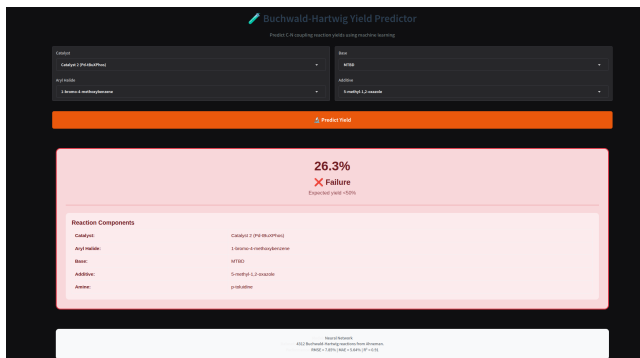 🧪 Buchwald-Hartwig Yield Predictor
Predict C-N coupling reaction yields using machine learning
Catalyst
Catalyst 2 (Pd-tBuXPhos)
Base
MTBD
Aryl Halide
1-bromo-4-methoxybenzene
Additive
5-methyl-1,2-oxazole
🔬 Predict Yield
26.3%
❌ Failure
Expected yield <50%
Reaction Components
Catalyst: Catalyst 2 (Pd-tBuXPhos)
Aryl Halide: 1-bromo-4-methoxybenzene
Base: MTBD
Additive: 5-methyl-1,2-oxazole
Amine: p-toluidine
Neural Network
4312 Buchwald-Hartwig reactions from Ahneman